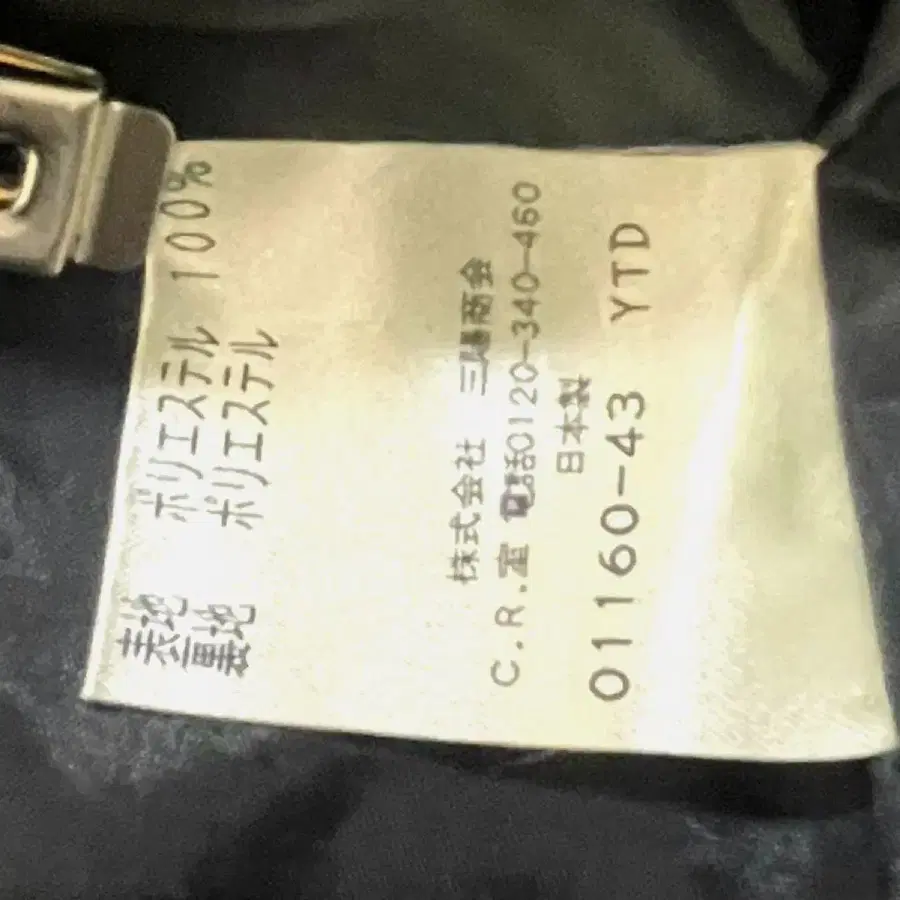 表地 ポリエステル 100%
裏地 ポリエステル
株式会社 三陽商会
C.R.室 電話0120-340-460
日本製
01160-43 YTD